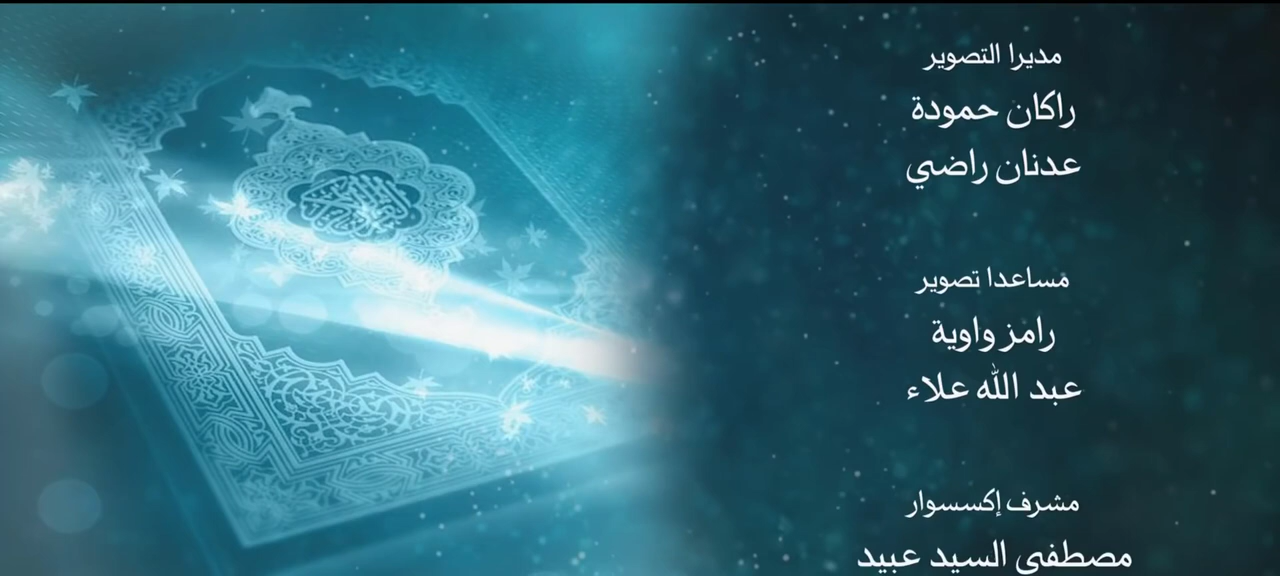 مديرا التصوير
راكان حمودة
عدنان راضي
مساعدا تصوير
رامز واوية
عبد الله علاء
مشرف إكسسوار
مصطفى السيد عبيد